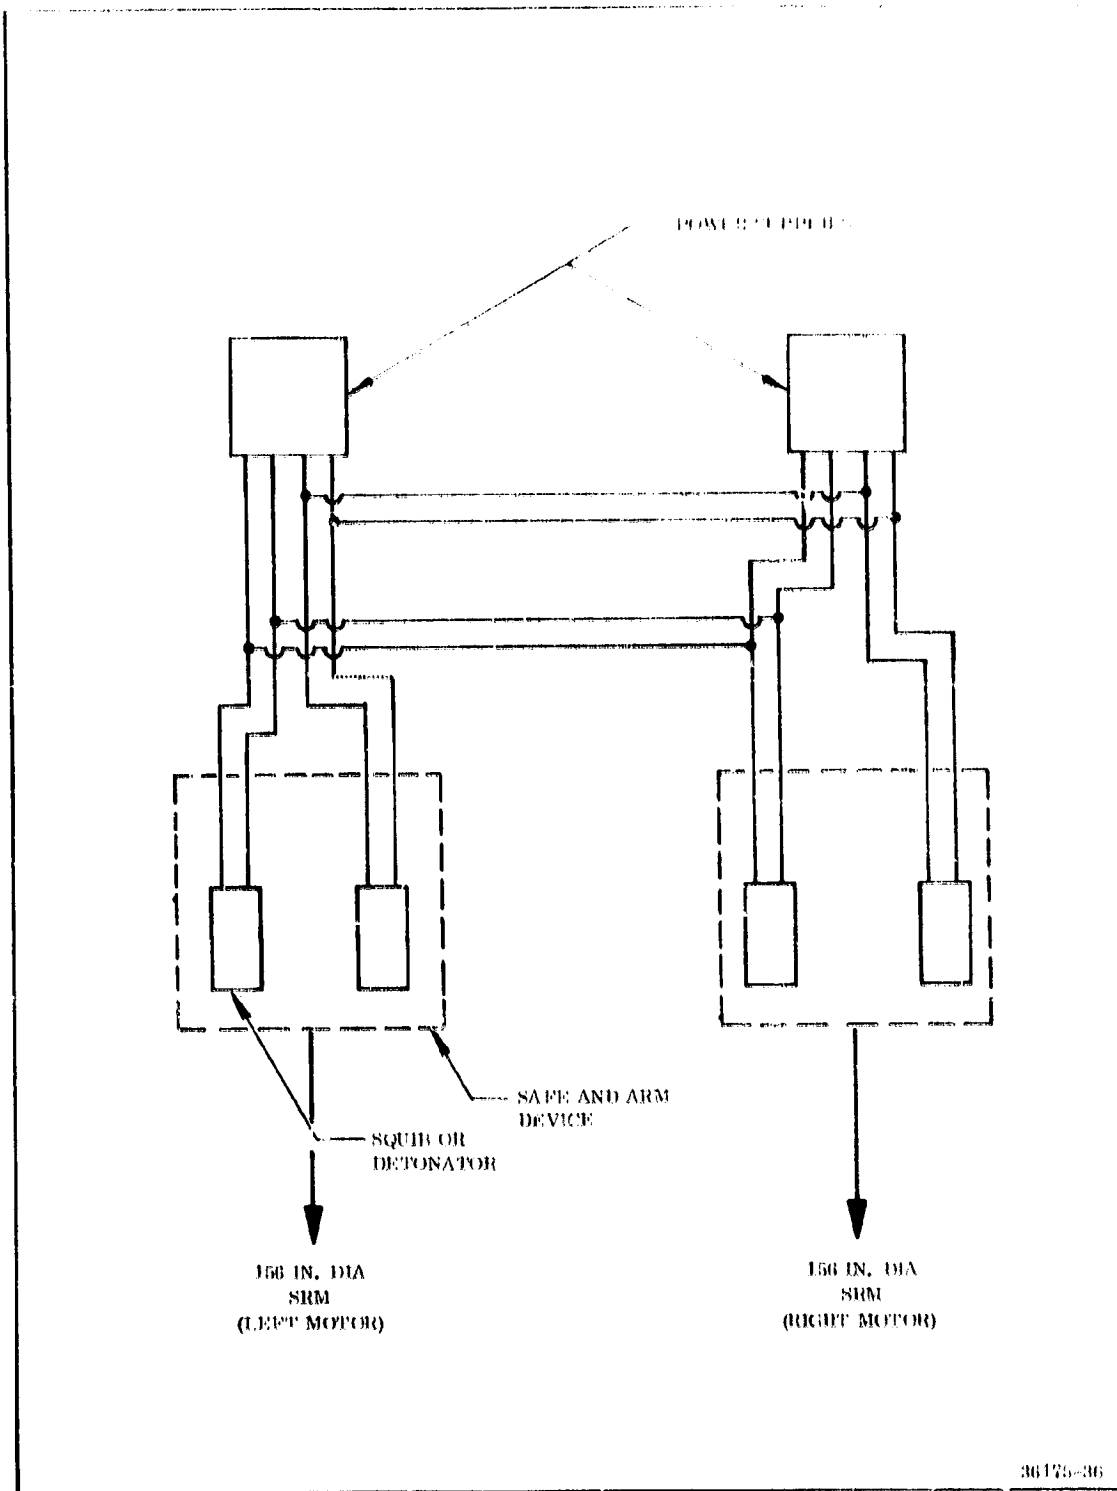 POWER SUPPLIES
SAFE AND ARM
DEVICE
SQUIB OR
DETONATOR
156 IN. DIA
SRM
(LEFT MOTOR)
156 IN. DIA
SRM
(RIGHT MOTOR)
36175-36